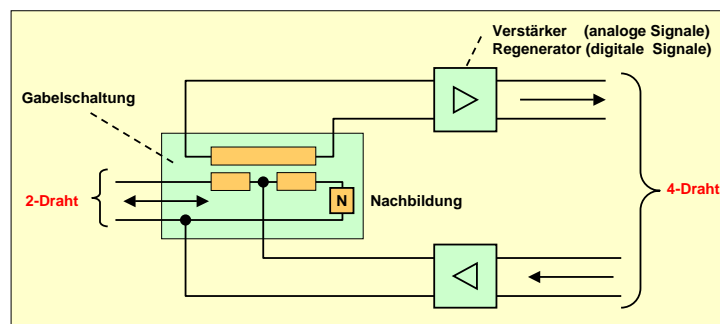 Verstärker (analoge Signale)
Regenerator (digitale Signale)
Gabelschaltung
2-Draht
N
Nachbildung
4-Draht